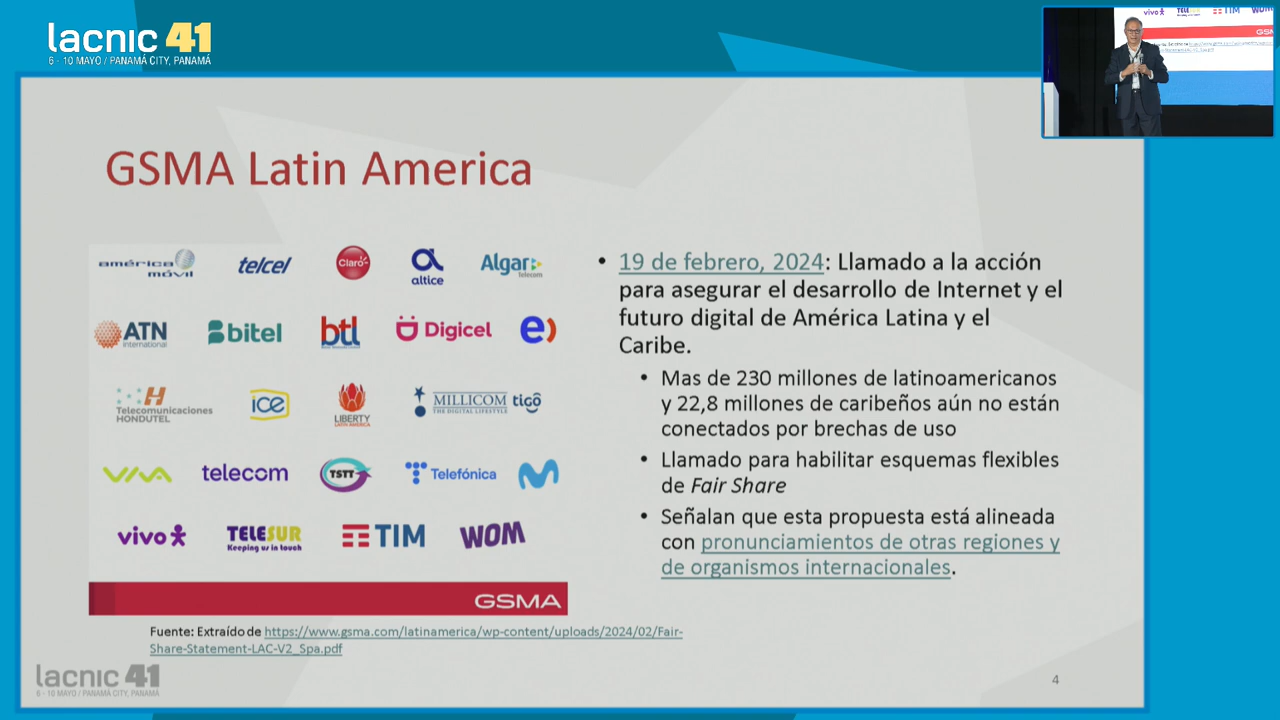 lacnic 41
6 - 10 MAYO / PANAMÁ CITY, PANAMÁ
GSMA Latin America
américa móvil
telcel
Claro
altice
Algar Telecom
ATN International
bitel
btl
Digicel
e)
Telecomunicaciones HONDUTEL
ice
LIBERTY LATIN AMERICA
MILLICOM THE DIGITAL LIFESTYLE tigo
VIVA
telecom
TSTT
Telefónica
vivo
TELESUR Keeping us in touch
TIM
WOM
GSMA
Fuente: Extraído de https://www.gsma.com/latinamerica/wp-content/uploads/2024/02/Fair-
Share-Statement-LAC-V2_Spa.pdf
• 19 de febrero, 2024: Llamado a la acción
para asegurar el desarrollo de Internet y el
futuro digital de América Latina y el
Caribe.
• Mas de 230 millones de latinoamericanos
y 22,8 millones de caribeños aún no están
conectados por brechas de uso
• Llamado para habilitar esquemas flexibles
de Fair Share
• Señalan que esta propuesta está alineada
con pronunciamientos de otras regiones y
de organismos internacionales.
lacnic 41
6 - 10 MAYO / PANAMÁ CITY, PANAMÁ
4
vivo
TELESUR
TIM
WOM